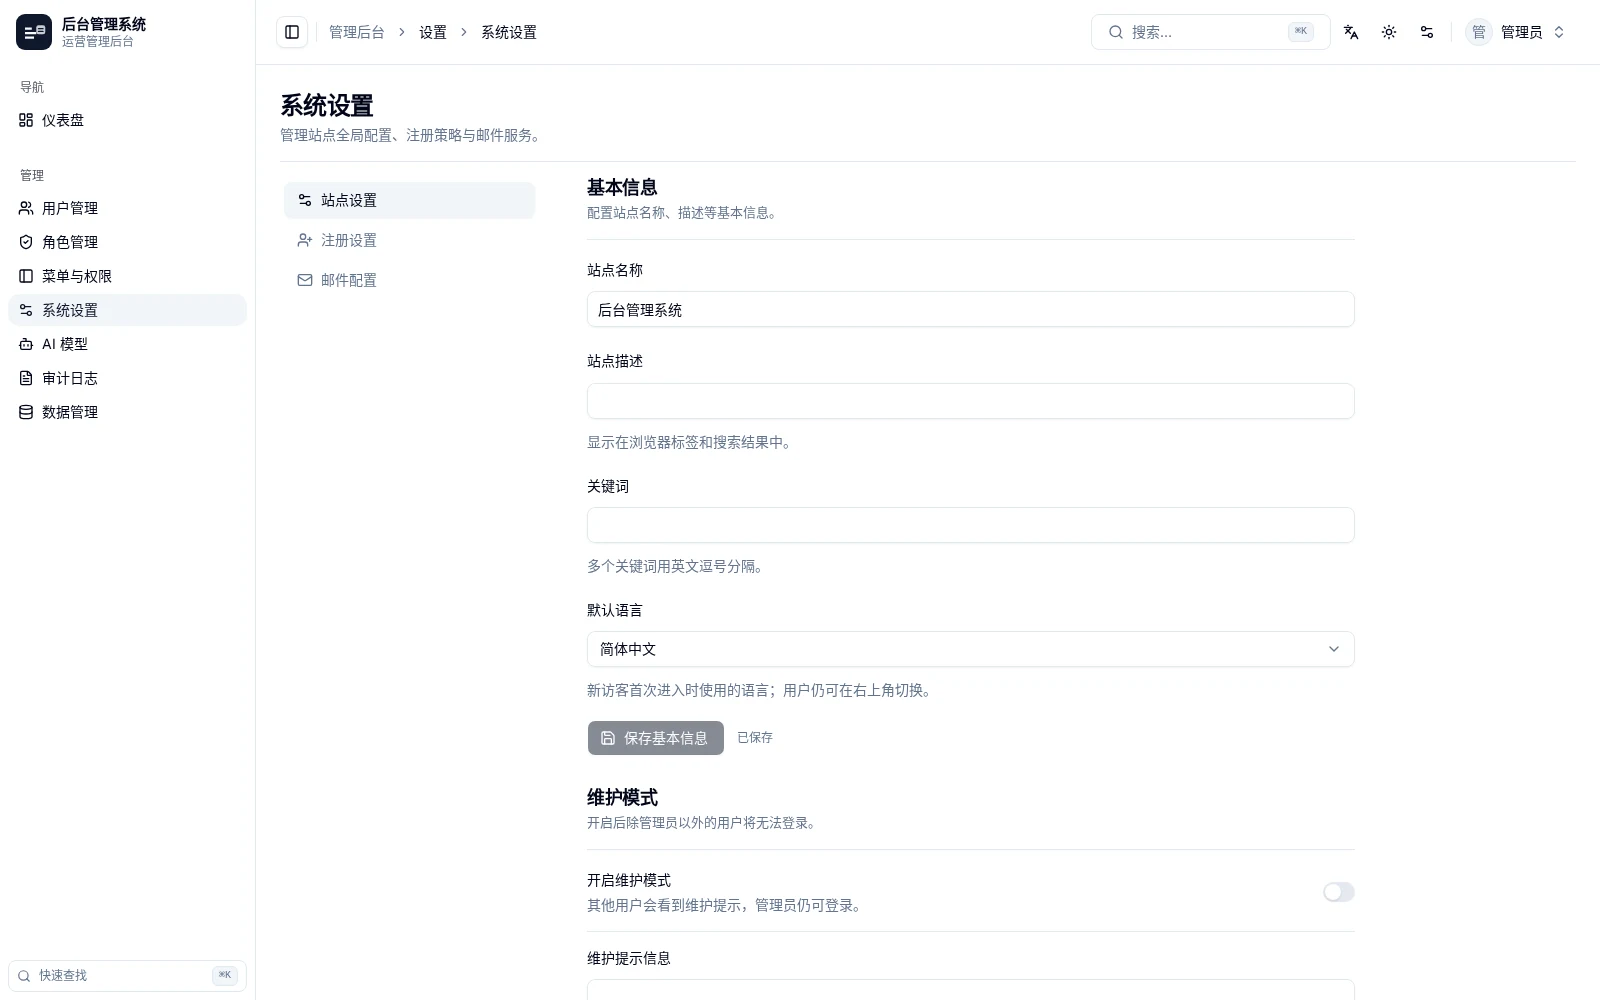 后台管理系统
运营管理后台
导航
仪表盘
管理
用户管理
角色管理
菜单与权限
系统设置
AI 模型
审计日志
数据管理
快速查找
⌘K
管理后台
设置
系统设置
搜索...
⌘K
管
管理员
系统设置
管理站点全局配置、注册策略与邮件服务。
站点设置
注册设置
邮件配置
基本信息
配置站点名称、描述等基本信息。
站点名称
后台管理系统
站点描述
显示在浏览器标签和搜索结果中。
关键词
多个关键词用英文逗号分隔。
默认语言
简体中文
新访客首次进入时使用的语言；用户仍可在右上角切换。
保存基本信息
已保存
维护模式
开启后除管理员以外的用户将无法登录。
开启维护模式
其他用户会看到维护提示，管理员仍可登录。
维护提示信息